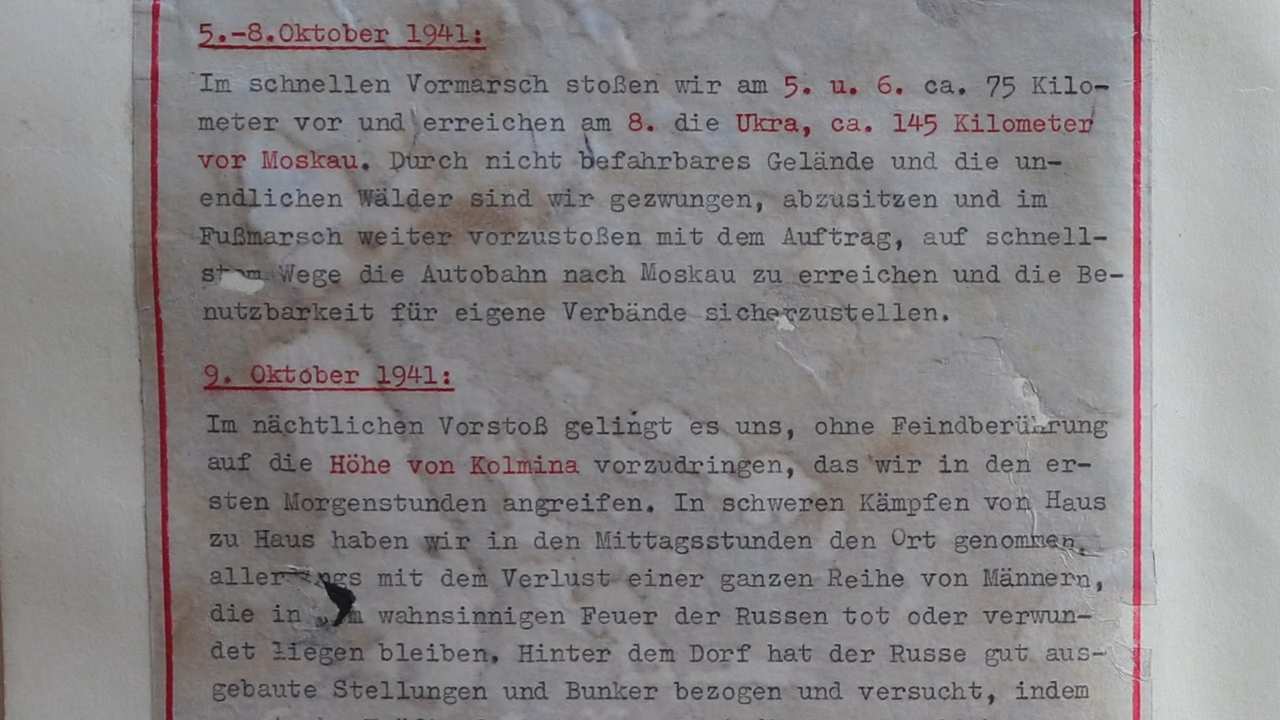 5.-8.Oktober 1941:
Im schnellen Vormarsch stoßen wir am 5. u. 6. ca. 75 Kilo-
meter vor und erreichen am 8. die Ukra, ca. 145 Kilometer
vor Moskau. Durch nicht befahrbares Gelände und die un-
endlichen Wälder sind wir gezwungen, abzusitzen und im
Fußmarsch weiter vorzustoßen mit dem Auftrag, auf schnell-
stem Wege die Autobahn nach Moskau zu erreichen und die Be-
nutzbarkeit für eigene Verbände sicherzustellen.
9. Oktober 1941:
Im nächtlichen Vorstoß gelingt es uns, ohne Feindberührung
auf die Höhe von Kolmina vorzudringen, das wir in den er-
sten Morgenstunden angreifen. In schweren Kämpfen von Haus
zu Haus haben wir in den Mittagsstunden den Ort genommen,
allerdings mit dem Verlust einer ganzen Reihe von Männern,
die in wahnsinnigen Feuer der Russen tot oder verwun-
det liegen bleiben. Hinter dem Dorf hat der Russe gut aus-
gebaute Stellungen und Bunker bezogen und versucht, indem